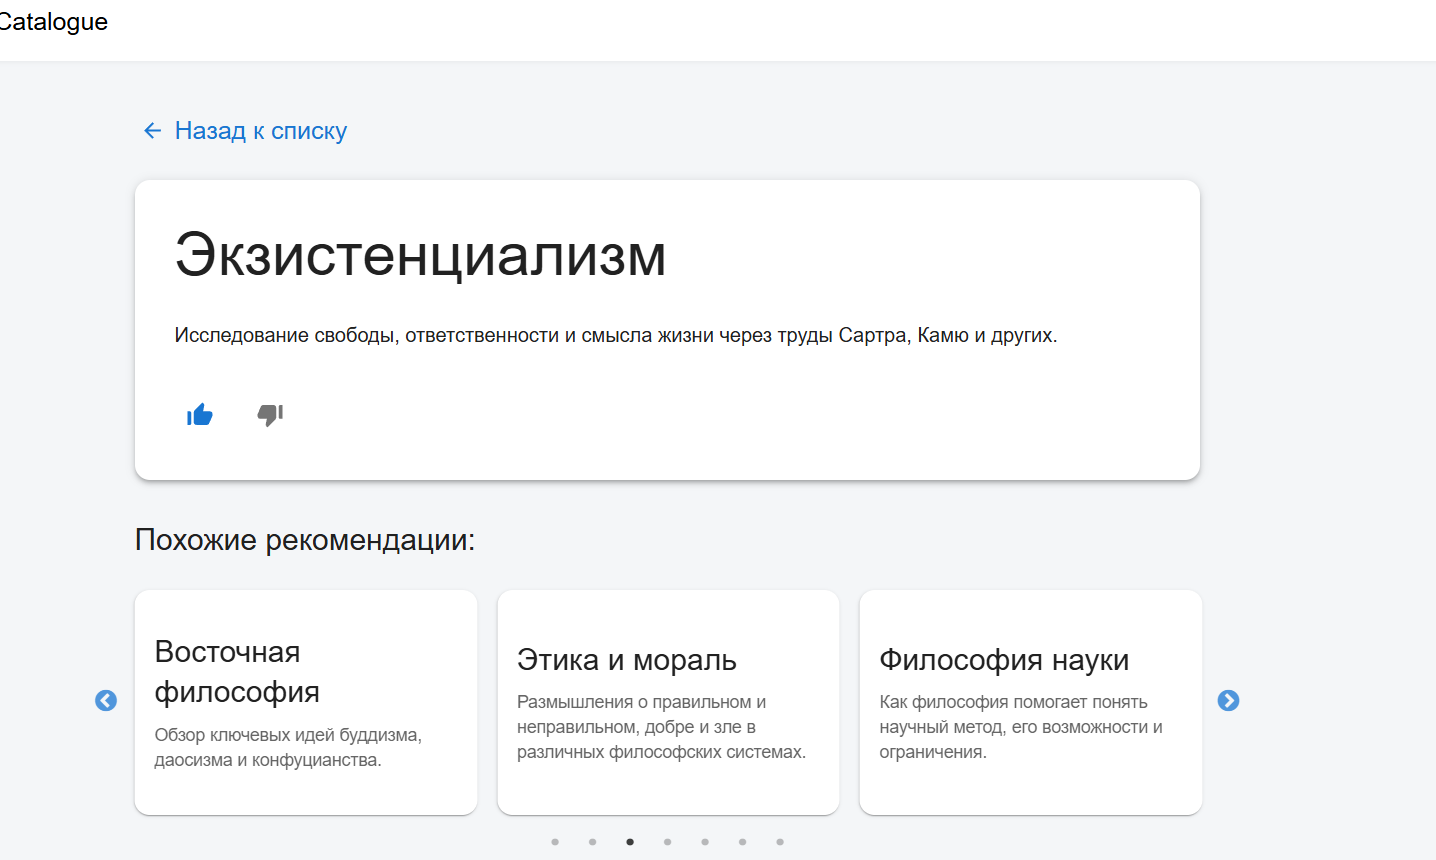 Catalogue
Назад к списку
Экзистенциализм
Исследование свободы, ответственности и смысла жизни через труды Сартра, Камю и других.
Похожие рекомендации:
Восточная
философия
Обзор ключевых идей буддизма,
даосизма и конфуцианства.
Этика и мораль
Размышления о правильном и
неправильном, добре и зле в
различных философских системах.
Философия науки
Как философия помогает понять
научный метод, его возможности и
ограничения.